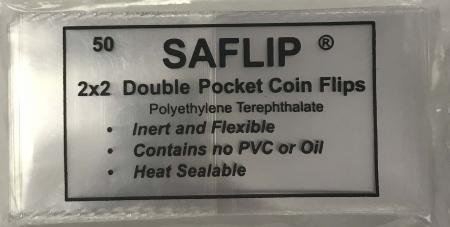 50 SAFLIP ®
2x2 Double Pocket Coin Flips
Polyethylene Terephthalate
• Inert and Flexible
• Contains no PVC or Oil
• Heat Sealable